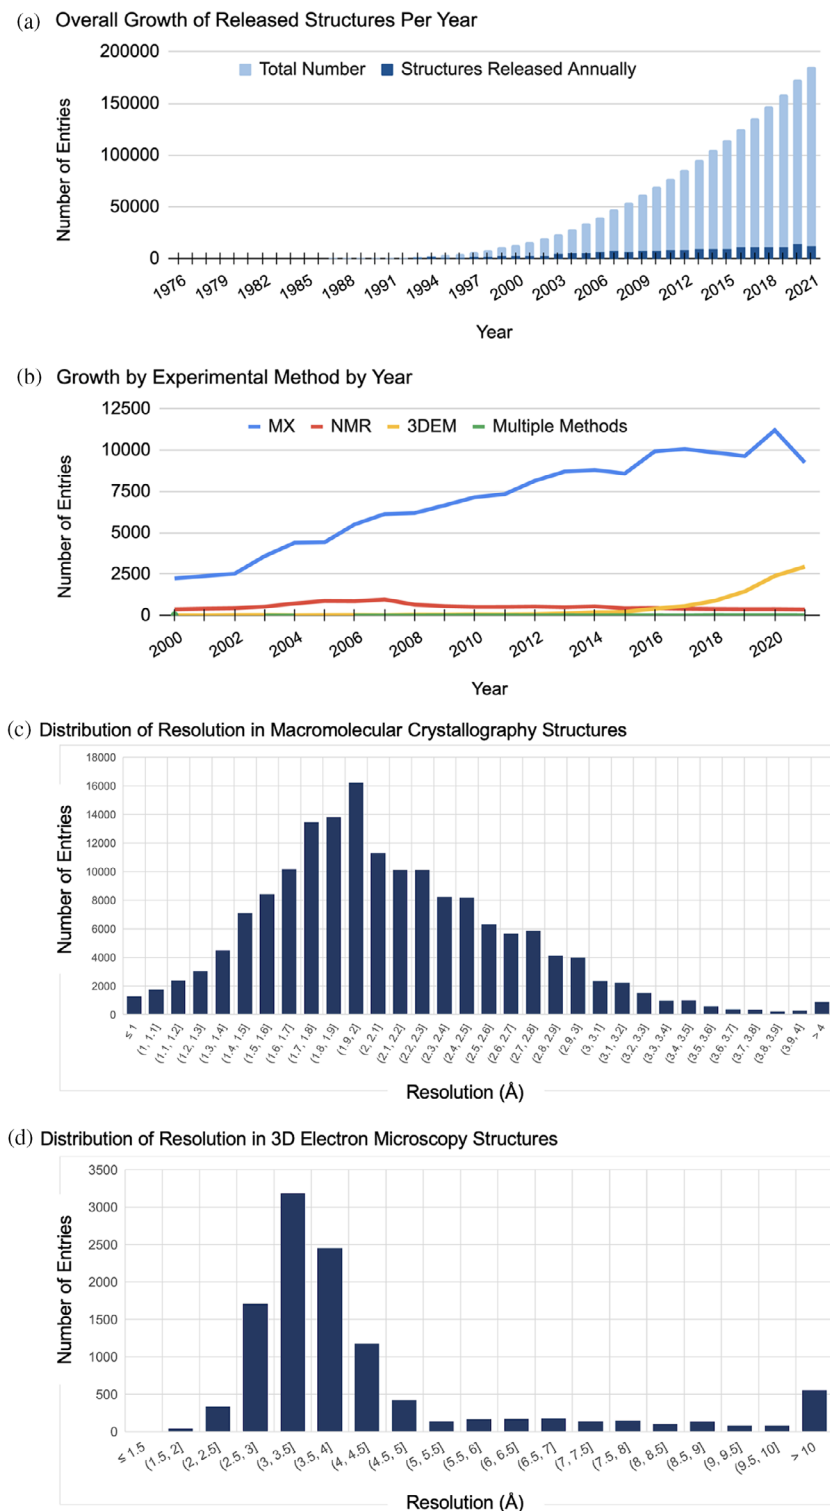 (a) Overall Growth of Released Structures Per Year
200000
Total Number Structures Released Annually
150000
100000
50000
0
Number of Entries
1976 1979 1982 1985 1988 1991 1994 1997 2000 2003 2006 2009 2012 2015 2018 2021
Year
(b) Growth by Experimental Method by Year
12500
MX NMR 3DEM Multiple Methods
10000
7500
5000
2500
0
Number of Entries
2000 2002 2004 2006 2008 2010 2012 2014 2016 2018 2020
Year
(c) Distribution of Resolution in Macromolecular Crystallography Structures
18000
16000
14000
12000
10000
8000
6000
4000
2000
0
Number of Entries
≤ 1 (1, 1.1] (1.1, 1.2] (1.2, 1.3] (1.3, 1.4] (1.4, 1.5] (1.5, 1.6] (1.6, 1.7] (1.7, 1.8] (1.8, 1.9] (1.9, 2] (2, 2.1] (2.1, 2.2] (2.2, 2.3] (2.3, 2.4] (2.4, 2.5] (2.5, 2.6] (2.6, 2.7] (2.7, 2.8] (2.8, 2.9] (2.9, 3] (3, 3.1] (3.1, 3.2] (3.2, 3.3] (3.3, 3.4] (3.4, 3.5] (3.5, 3.6] (3.6, 3.7] (3.7, 3.8] (3.8, 3.9] (3.9, 4] > 4
Resolution (Å)
(d) Distribution of Resolution in 3D Electron Microscopy Structures
3500
3000
2500
2000
1500
1000
500
0
Number of Entries
≤ 1.5 (1.5, 2] (2, 2.5] (2.5, 3] (3, 3.5] (3.5, 4] (4, 4.5] (4.5, 5] (5, 5.5] (5.5, 6] (6, 6.5] (6.5, 7] (7, 7.5] (7.5, 8] (8, 8.5] (8.5, 9] (9, 9.5] (9.5, 10] > 10
Resolution (Å)